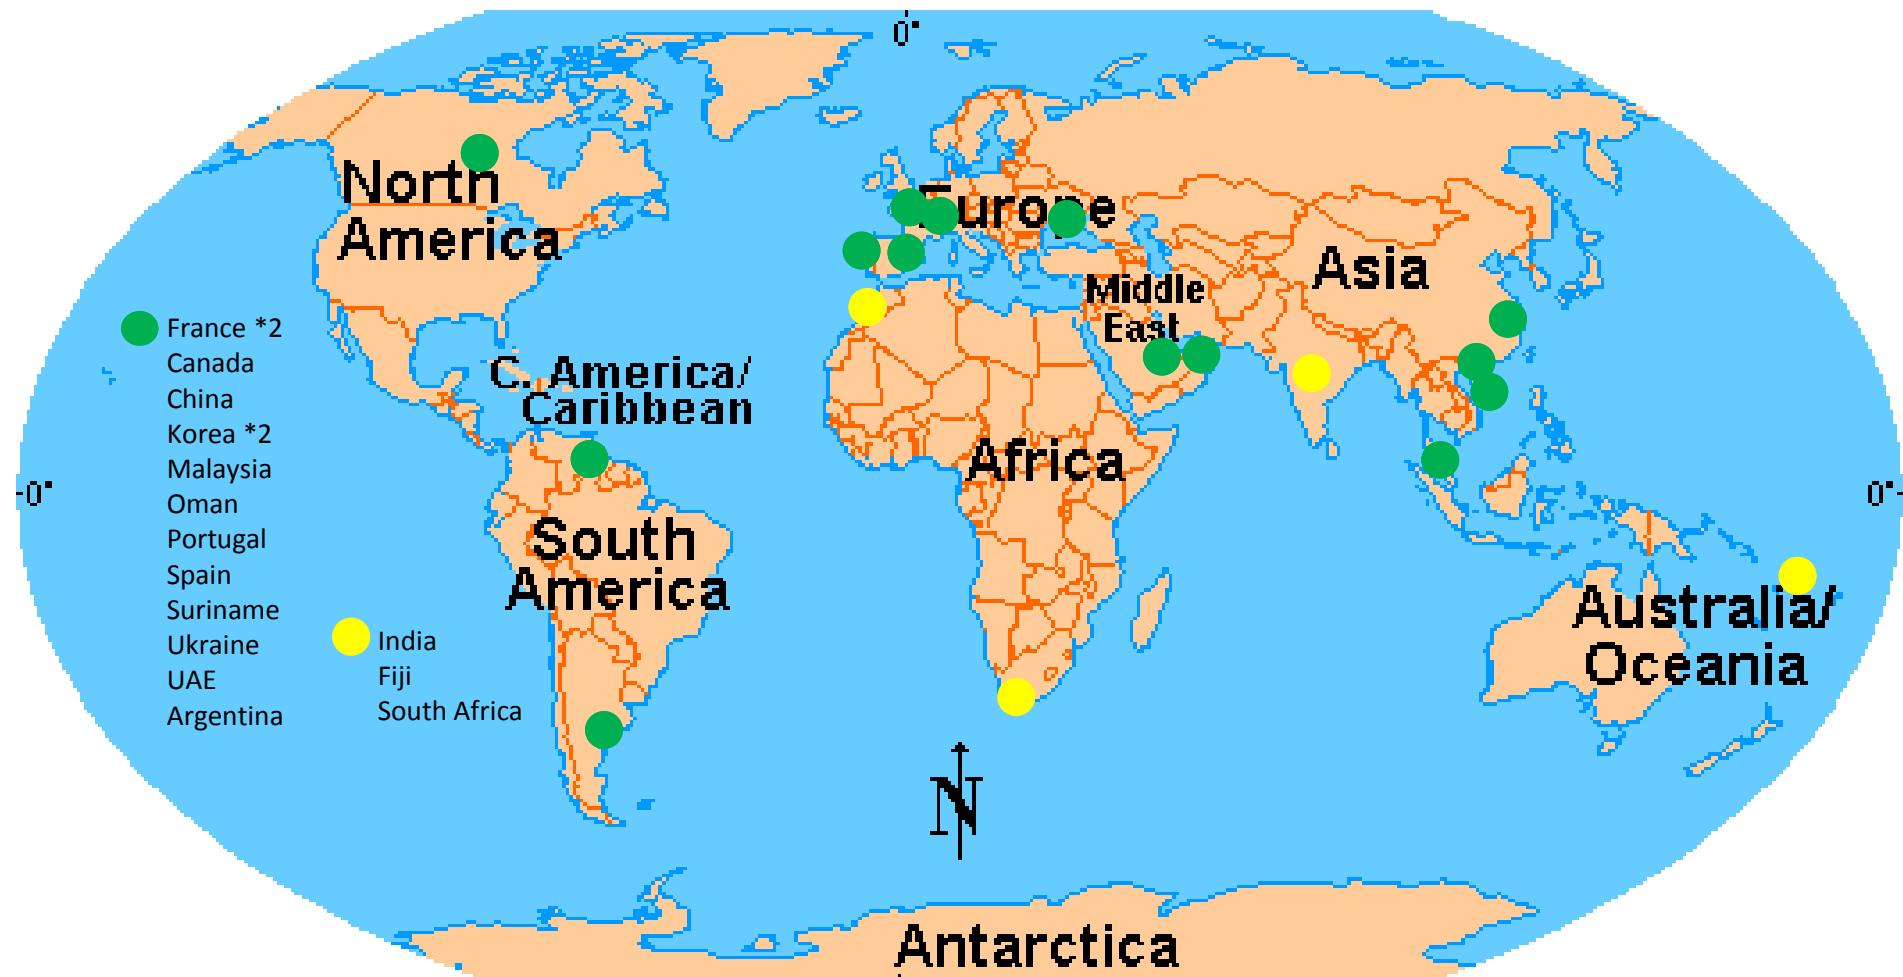 0°
North
America
Europe
Asia
Middle
East
France *2
Canada
China
Korea *2
Malaysia
Oman
Portugal
Spain
Suriname
Ukraine
UAE
Argentina
C. America/
Caribbean
Africa
0°
0°
South
America
India
Fiji
South Africa
Australia/
Oceania
N
Antarctica